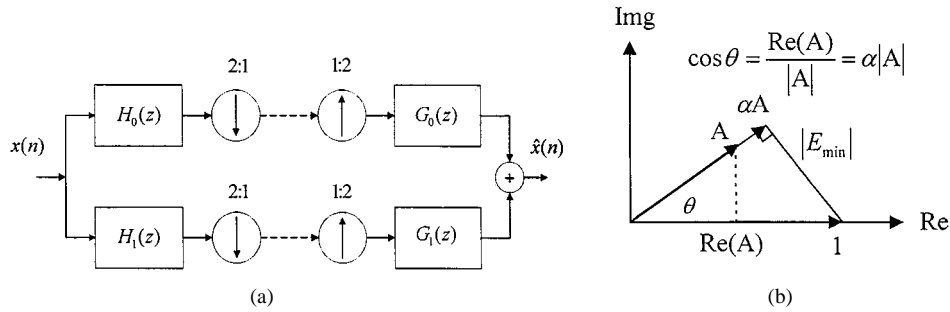 2:1
1:2
H₀(z)
G₀(z)
x(n)
x̂(n)
+
2:1
1:2
H₁(z)
G₁(z)
(a)
Img
cos θ = Re(A) / |A| = α|A|
αA
A
|E_min|
θ
Re(A)
1
Re
(b)